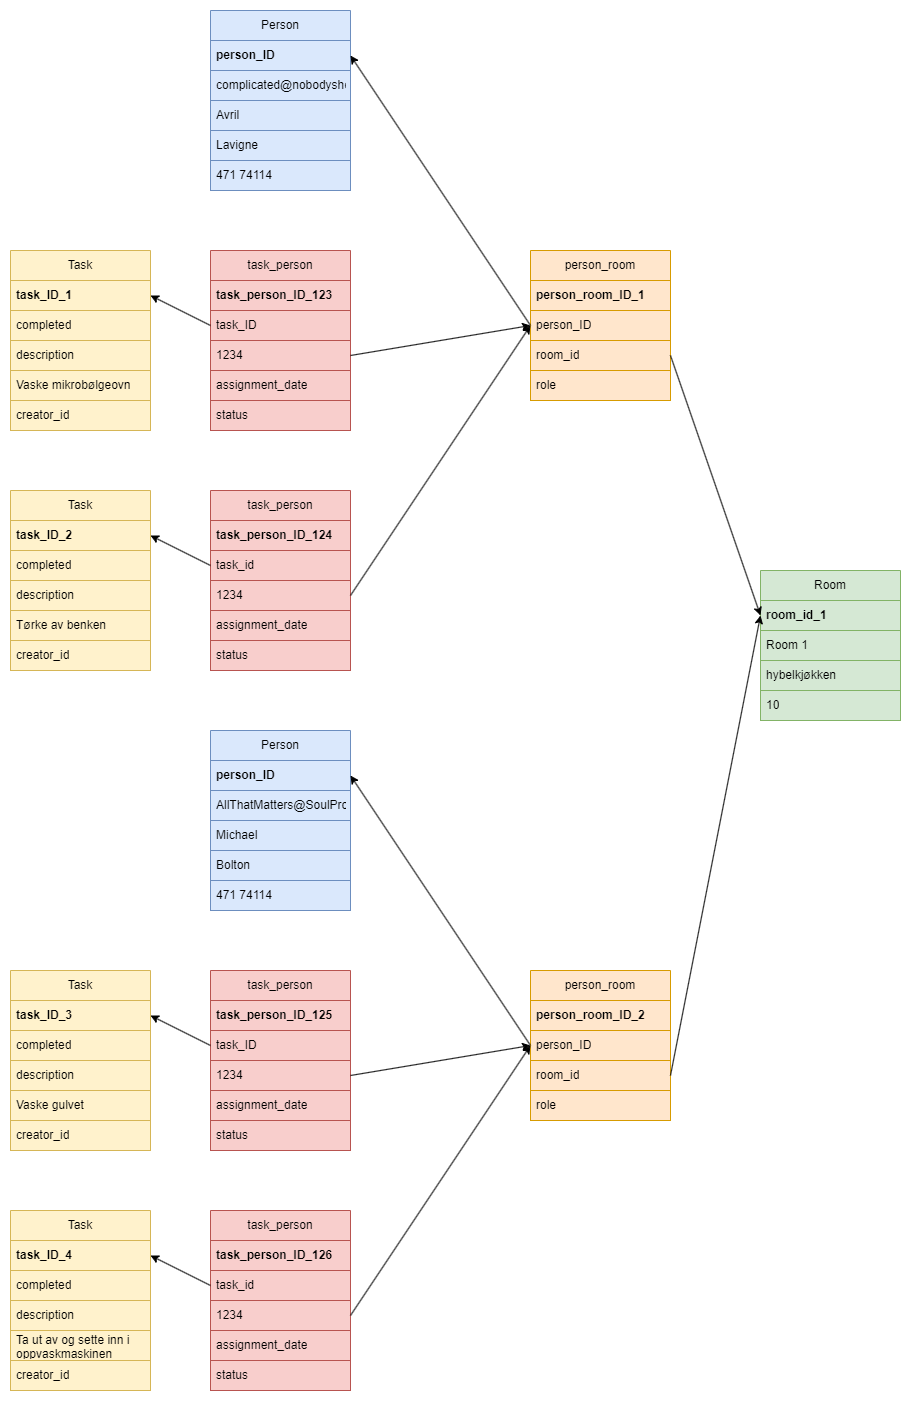 Person
person_ID
complicated@nobodysh
Avril
Lavigne
471 74114
Task
task_ID_1
completed
description
Vaske mikrobølgeovn
creator_id
task_person
task_person_ID_123
task_ID
1234
assignment_date
status
person_room
person_room_ID_1
person_ID
room_id
role
Task
task_ID_2
completed
description
Tørke av benken
creator_id
task_person
task_person_ID_124
task_id
1234
assignment_date
status
Room
room_id_1
Room 1
hybelkjøkken
10
Person
person_ID
AllThatMatters@SoulPro
Michael
Bolton
471 74114
Task
task_ID_3
completed
description
Vaske gulvet
creator_id
task_person
task_person_ID_125
task_ID
1234
assignment_date
status
person_room
person_room_ID_2
person_ID
room_id
role
Task
task_ID_4
completed
description
Ta ut av og sette inn i
oppvaskmaskinen
creator_id
task_person
task_person_ID_126
task_id
1234
assignment_date
status